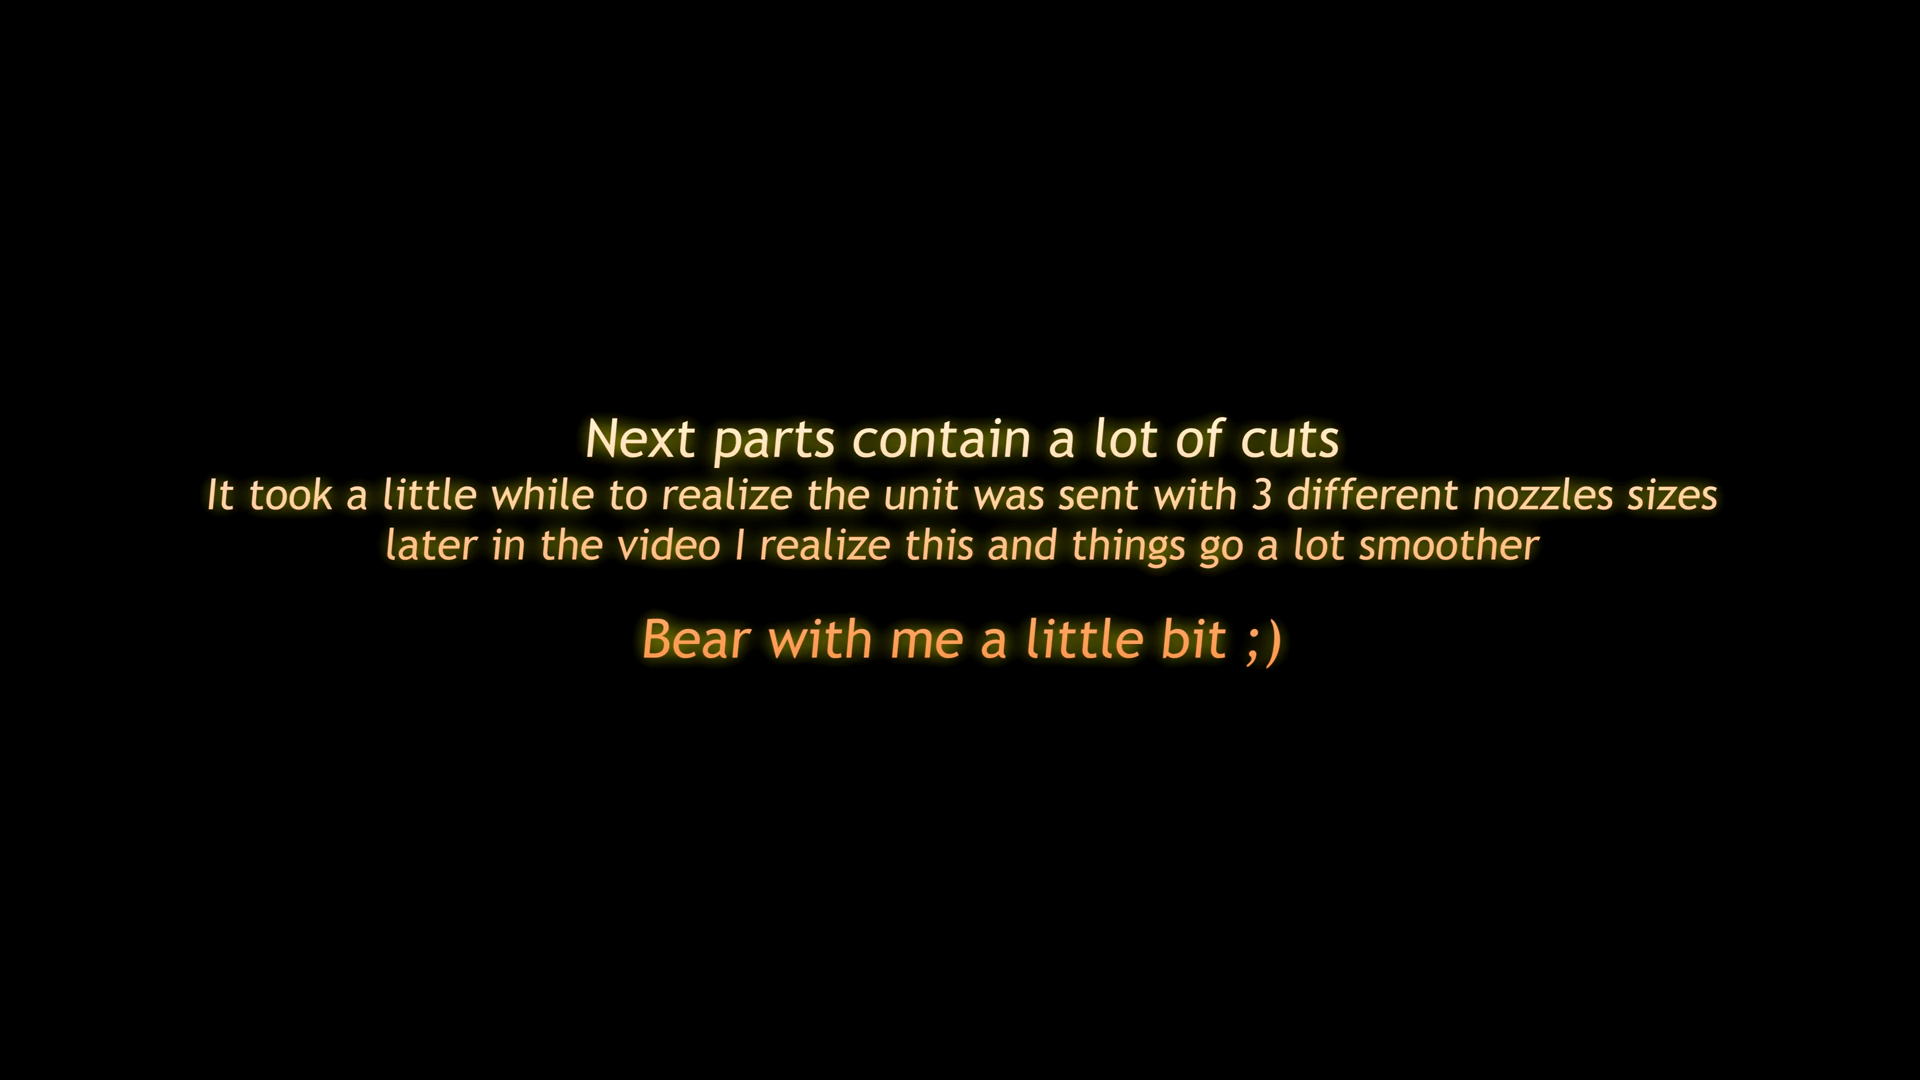 Next parts contain a lot of cuts
It took a little while to realize the unit was sent with 3 different nozzles sizes
later in the video I realize this and things go a lot smoother
Bear with me a little bit ;)